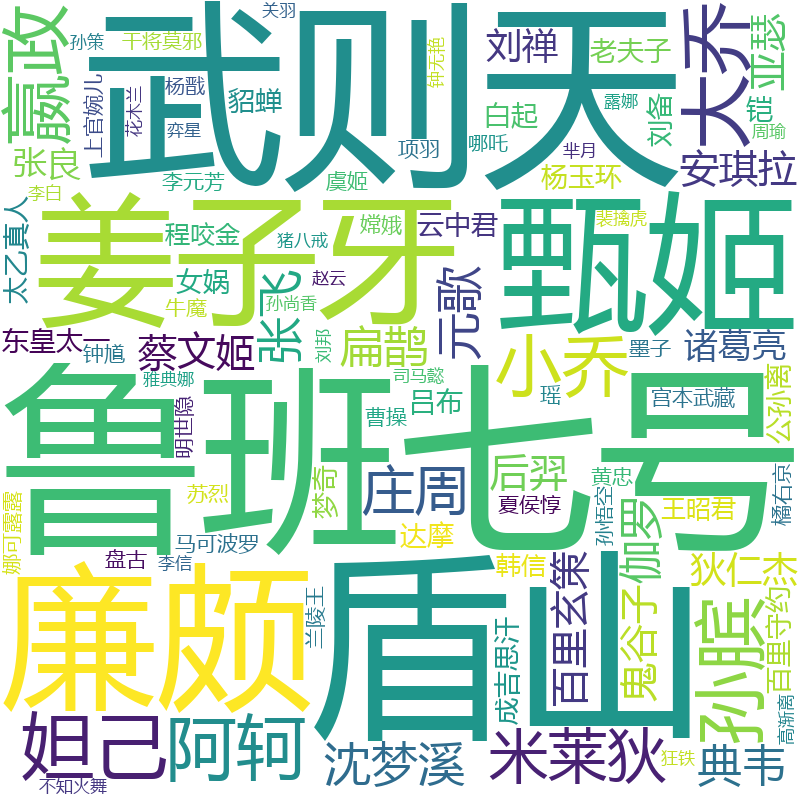 关羽
孙策
干将莫邪
武则天
刘禅
老夫子
大乔
亚瑟
嬴政
上官婉儿
杨戬
花木兰
貂蝉
弈星
钟无艳
白起
露娜
刘备
铠
周瑜
张良
李白
李元芳
项羽
哪吒
虞姬
芈月
杨玉环
安琪拉
太乙真人
姜子牙
程咬金
猪八戒
嫦娥
云中君
甄姬
裴擒虎
女娲
牛魔
张飞
赵云
孙尚香
元歌
东皇太一
钟馗
蔡文姬
刘邦
扁鹊
小乔
墨子
诸葛亮
雅典娜
司马懿
吕布
曹操
瑶
宫本武藏
公孙离
明世隐
鲁班七号
苏烈
梦奇
庄周
后羿
黄忠
夏侯惇
孙悟空
伽罗
王昭君
橘右京
娜可露露
马可波罗
达摩
盘古
李信
韩信
狄仁杰
廉颇
兰陵王
盾山
成吉思汗
百里玄策
鬼谷子
孙膑
百里守约
高渐离
妲己
阿轲
沈梦溪
米莱狄
狂铁
典韦
不知火舞